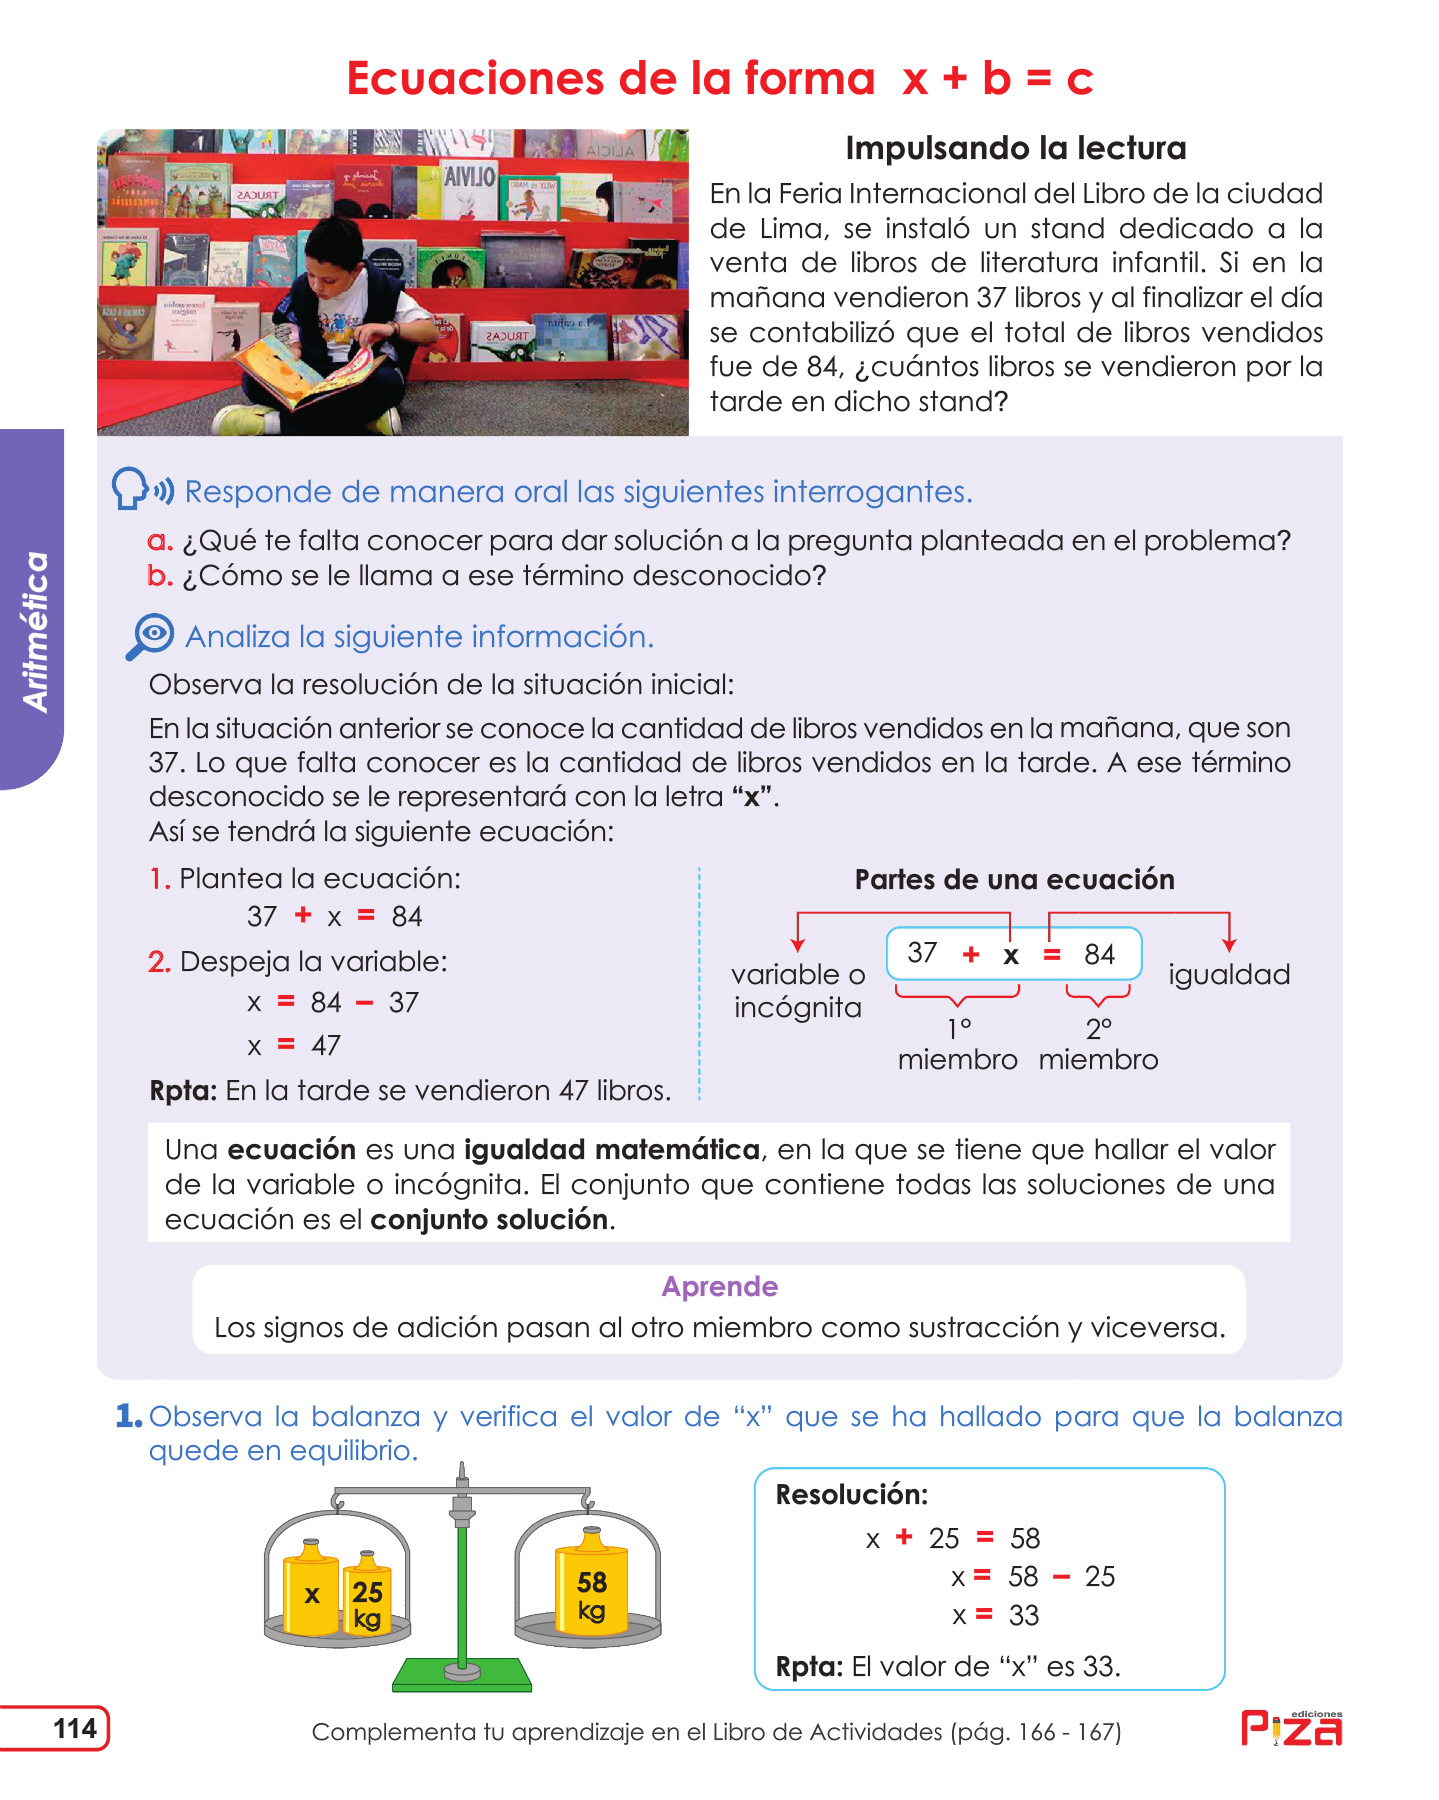 Ecuaciones de la forma x + b = c
Impulsando la lectura
En la Feria Internacional del Libro de la ciudad
de Lima, se instaló un stand dedicado a la
venta de libros de literatura infantil. Si en la
mañana vendieron 37 libros y al finalizar el día
se contabilizó que el total de libros vendidos
fue de 84, ¿cuántos libros se vendieron por la
tarde en dicho stand?
ALICIA
OLIVIA
TRUCAS
TRUCAS
Responde de manera oral las siguientes interrogantes.
a. ¿Qué te falta conocer para dar solución a la pregunta planteada en el problema?
b. ¿Cómo se le llama a ese término desconocido?
Aritmética
Analiza la siguiente información.
Observa la resolución de la situación inicial:
En la situación anterior se conoce la cantidad de libros vendidos en la mañana, que son
37. Lo que falta conocer es la cantidad de libros vendidos en la tarde. A ese término
desconocido se le representará con la letra “x”.
Así se tendrá la siguiente ecuación:
1. Plantea la ecuación:
37 + x = 84
2. Despeja la variable:
x = 84 – 37
x = 47
Rpta: En la tarde se vendieron 47 libros.
Partes de una ecuación
37 + x = 84
variable o
incógnita
igualdad
1° 2°
miembro miembro
Una ecuación es una igualdad matemática, en la que se tiene que hallar el valor
de la variable o incógnita. El conjunto que contiene todas las soluciones de una
ecuación es el conjunto solución.
Aprende
Los signos de adición pasan al otro miembro como sustracción y viceversa.
1. Observa la balanza y verifica el valor de “x” que se ha hallado para que la balanza
quede en equilibrio.
x
25
kg
58
kg
Resolución:
x + 25 = 58
x = 58 – 25
x = 33
Rpta: El valor de “x” es 33.
114
Complementa tu aprendizaje en el Libro de Actividades (pág. 166 - 167)
ediciones
Piza